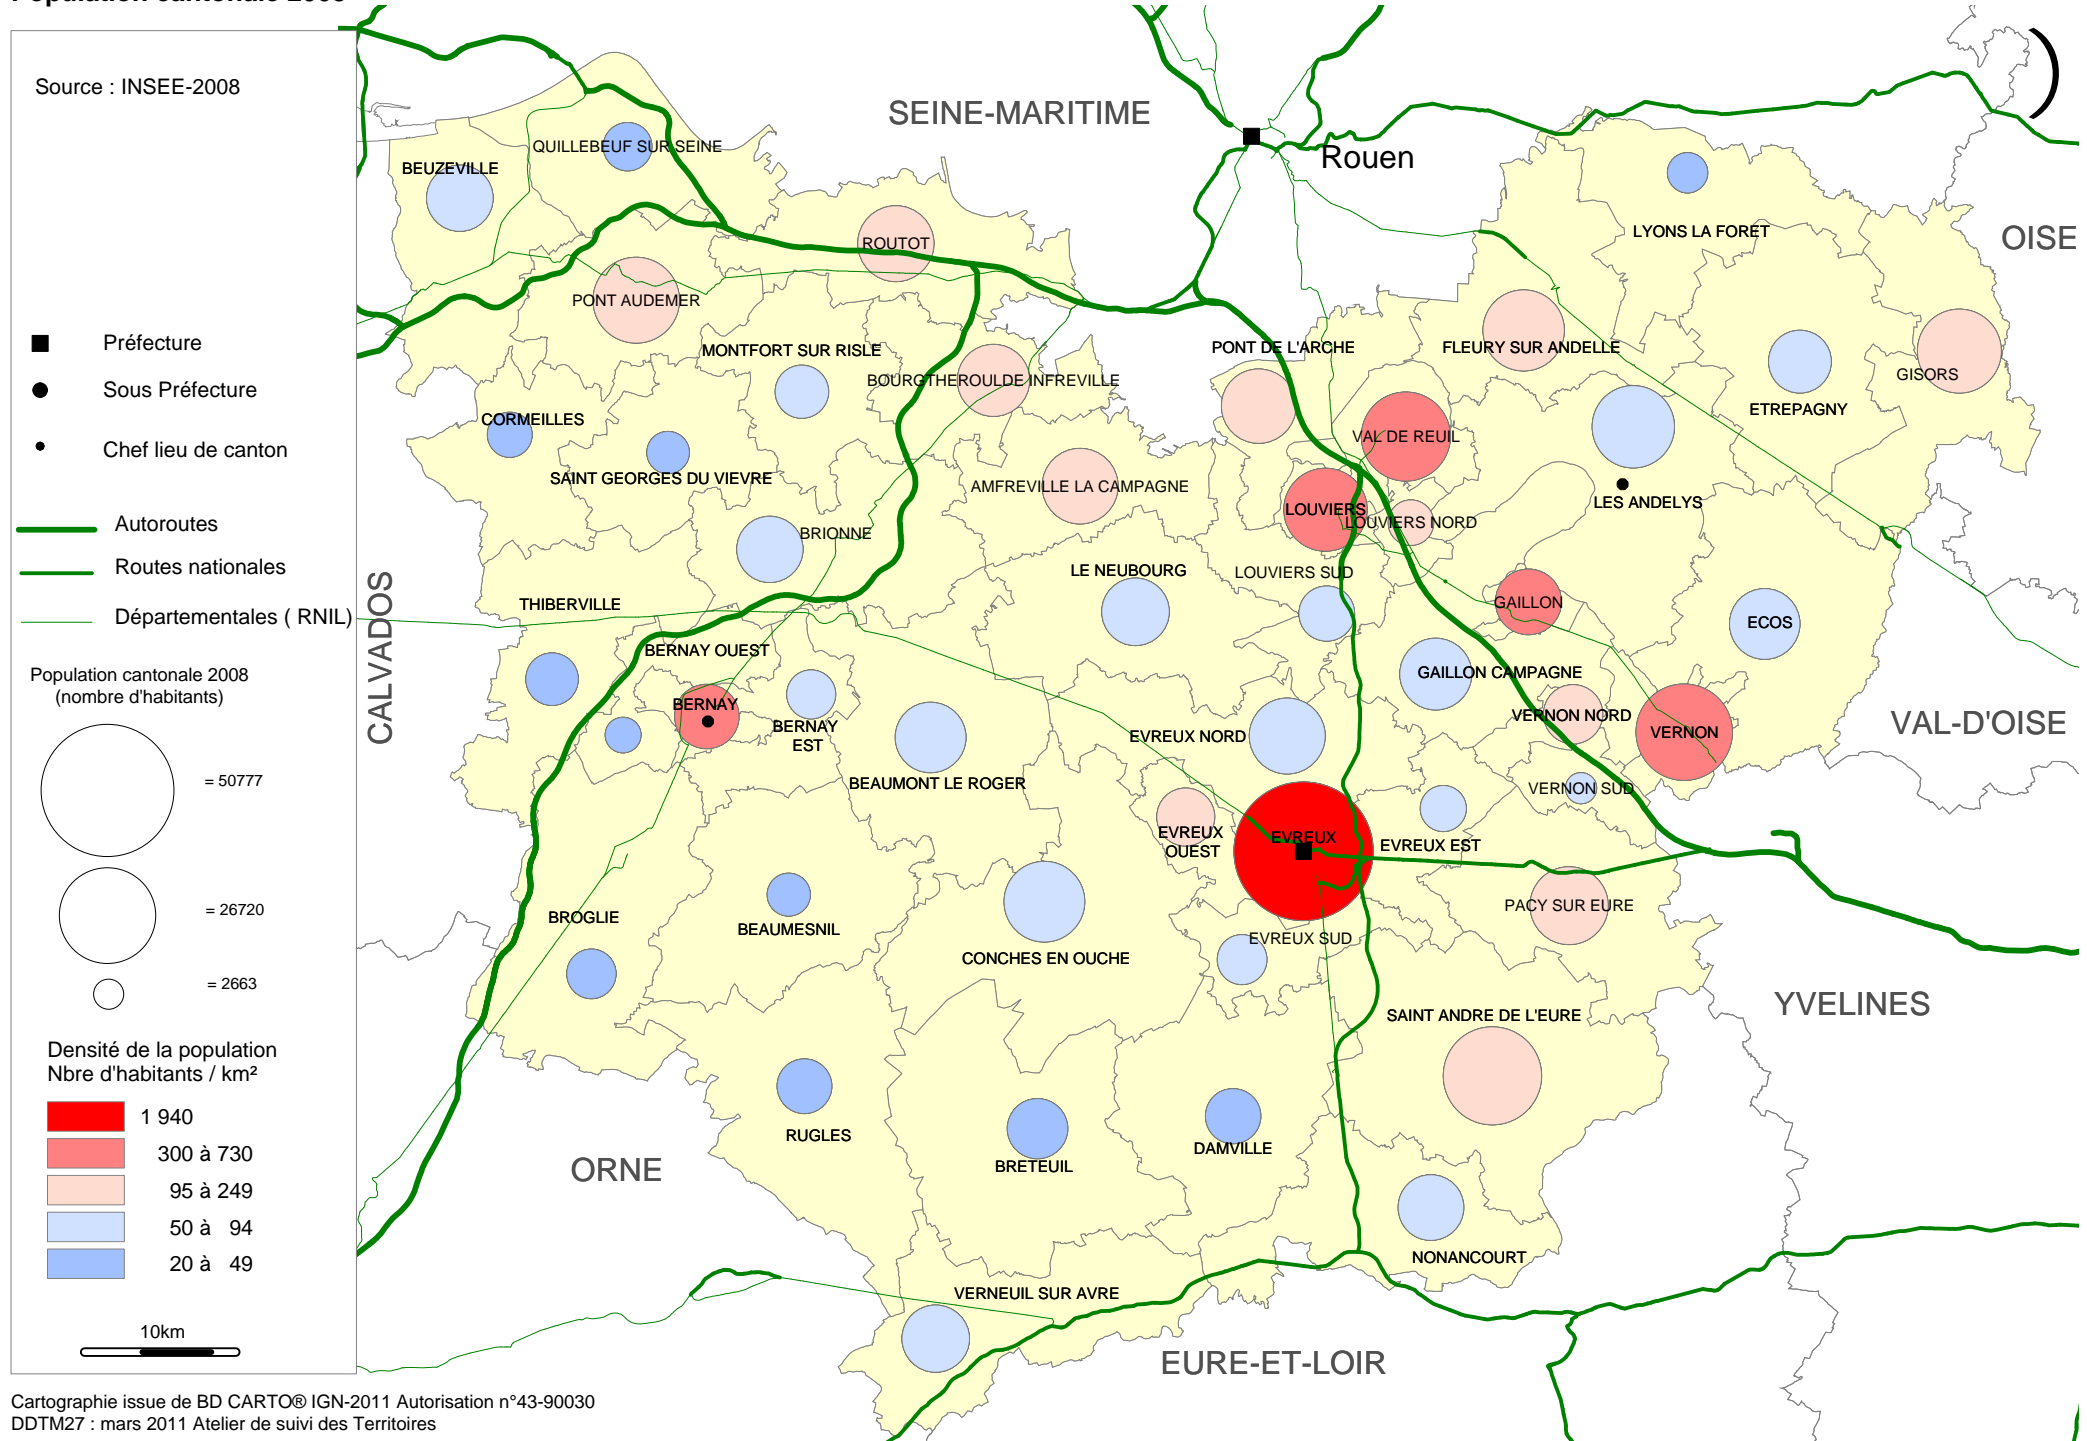 Population cantonale 2008
Source : INSEE-2008
Préfecture
Sous Préfecture
Chef lieu de canton
Autoroutes
Routes nationales
Départementales ( RNIL)
Population cantonale 2008
(nombre d'habitants)
= 50777
= 26720
= 2663
Densité de la population
Nbre d'habitants / km²
1 940
300 à 730
95 à 249
50 à 94
20 à 49
10km
Cartographie issue de BD CARTO® IGN-2011 Autorisation n°43-90030
DDTM27 : mars 2011 Atelier de suivi des Territoires
SEINE-MARITIME
Rouen
OISE
CALVADOS
VAL-D'OISE
YVELINES
ORNE
EURE-ET-LOIR
QUILLEBEUF SUR SEINE
BEUZEVILLE
ROUTOT
LYONS LA FORET
PONT AUDEMER
MONTFORT SUR RISLE
BOURGTHEROULDE INFREVILLE
PONT DE L'ARCHE
FLEURY SUR ANDELLE
GISORS
ETREPAGNY
CORMEILLES
VAL DE REUIL
SAINT GEORGES DU VIEVRE
AMFREVILLE LA CAMPAGNE
LES ANDELYS
LOUVIERS
LOUVIERS NORD
BRIONNE
LE NEUBOURG
LOUVIERS SUD
THIBERVILLE
GAILLON
ECOS
BERNAY OUEST
GAILLON CAMPAGNE
BERNAY
BERNAY
EST
VERNON NORD
VERNON
EVREUX NORD
BEAUMONT LE ROGER
VERNON SUD
EVREUX
OUEST
EVREUX
EVREUX EST
PACY SUR EURE
BROGLIE
BEAUMESNIL
EVREUX SUD
CONCHES EN OUCHE
SAINT ANDRE DE L'EURE
RUGLES
BRETEUIL
DAMVILLE
NONANCOURT
VERNEUIL SUR AVRE